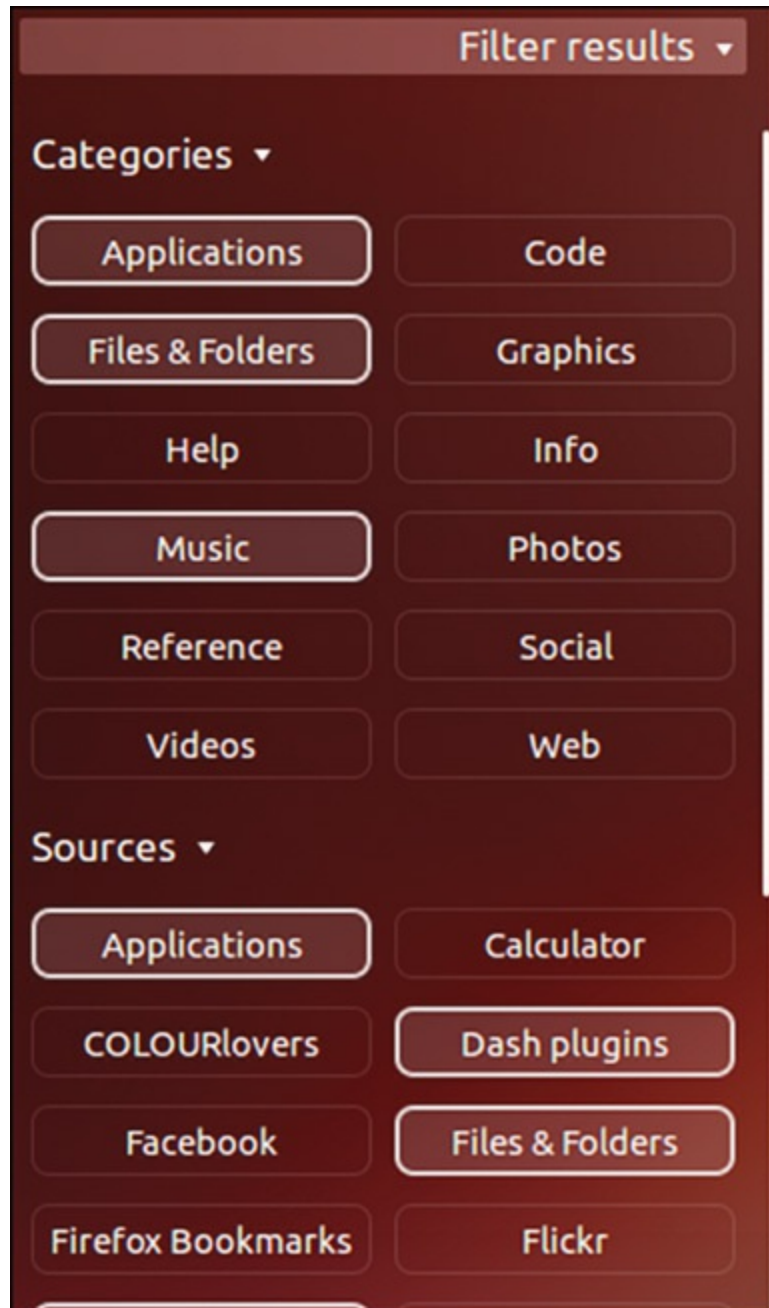 Filter results
Categories
Applications Code
Files & Folders Graphics
Help Info
Music Photos
Reference Social
Videos Web
Sources
Applications Calculator
COLOURlovers Dash plugins
Facebook Files & Folders
Firefox Bookmarks Flickr